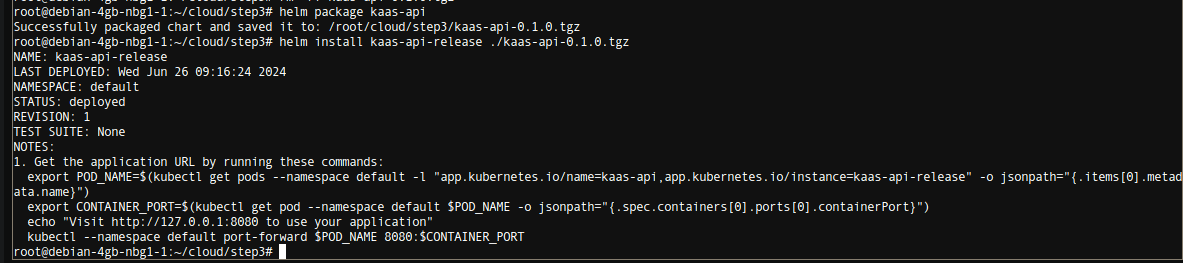 root@debian-4gb-nbg1-1:~/cloud/step3# helm package kaas-api
Successfully packaged chart and saved it to: /root/cloud/step3/kaas-api-0.1.0.tgz
root@debian-4gb-nbg1-1:~/cloud/step3# helm install kaas-api-release ./kaas-api-0.1.0.tgz
NAME: kaas-api-release
LAST DEPLOYED: Wed Jun 26 09:16:24 2024
NAMESPACE: default
STATUS: deployed
REVISION: 1
TEST SUITE: None
NOTES:
1. Get the application URL by running these commands:
  export POD_NAME=$(kubectl get pods --namespace default -l "app.kubernetes.io/name=kaas-api,app.kubernetes.io/instance=kaas-api-release" -o jsonpath="{.items[0].metad
ata.name}")
  export CONTAINER_PORT=$(kubectl get pod --namespace default $POD_NAME -o jsonpath="{.spec.containers[0].ports[0].containerPort}")
  echo "Visit http://127.0.0.1:8080 to use your application"
  kubectl --namespace default port-forward $POD_NAME 8080:$CONTAINER_PORT
root@debian-4gb-nbg1-1:~/cloud/step3#